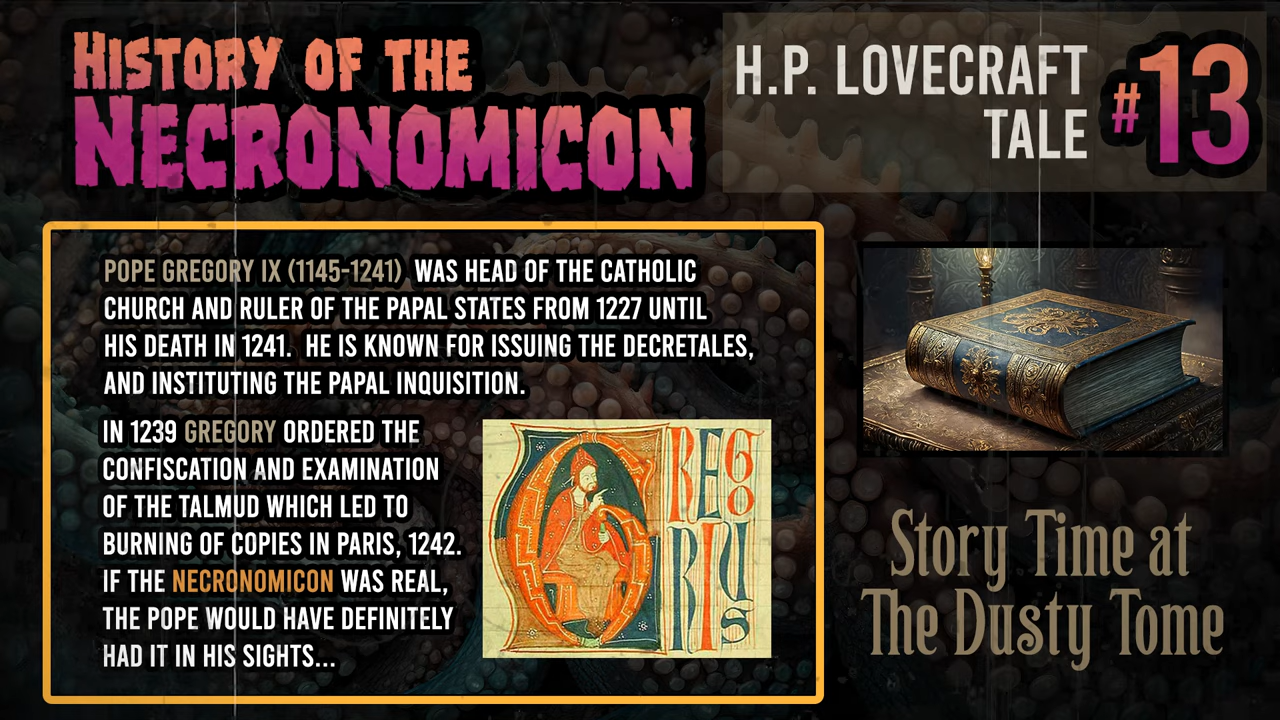 HISTORY OF THE
NECRONOMICON
H.P. LOVECRAFT
TALE
#13
POPE GREGORY IX (1145-1241) WAS HEAD OF THE CATHOLIC
CHURCH AND RULER OF THE PAPAL STATES FROM 1227 UNTIL
HIS DEATH IN 1241. HE IS KNOWN FOR ISSUING THE DECRETALES,
AND INSTITUTING THE PAPAL INQUISITION.
IN 1239 GREGORY ORDERED THE
CONFISCATION AND EXAMINATION
OF THE TALMUD WHICH LED TO
BURNING OF COPIES IN PARIS, 1242.
IF THE NECRONOMICON WAS REAL,
THE POPE WOULD HAVE DEFINITELY
HAD IT IN HIS SIGHTS...
REG
O
RIUS
Story Time at
The Dusty Tome